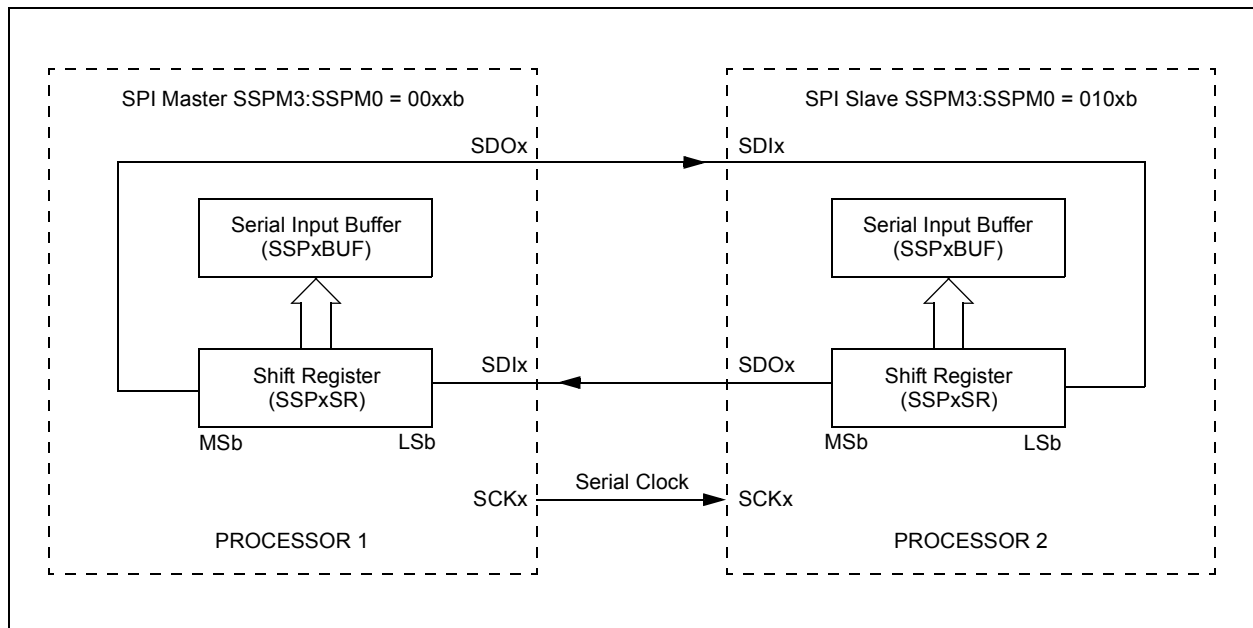 SPI Master SSPM3:SSPM0 = 00xxb
SDOx
Serial Input Buffer
(SSPxBUF)
Shift Register
(SSPxSR)
MSb
LSb
SDIx
SCKx
PROCESSOR 1
Serial Clock
SPI Slave SSPM3:SSPM0 = 010xb
SDIx
Serial Input Buffer
(SSPxBUF)
SDOx
Shift Register
(SSPxSR)
MSb
LSb
SCKx
PROCESSOR 2